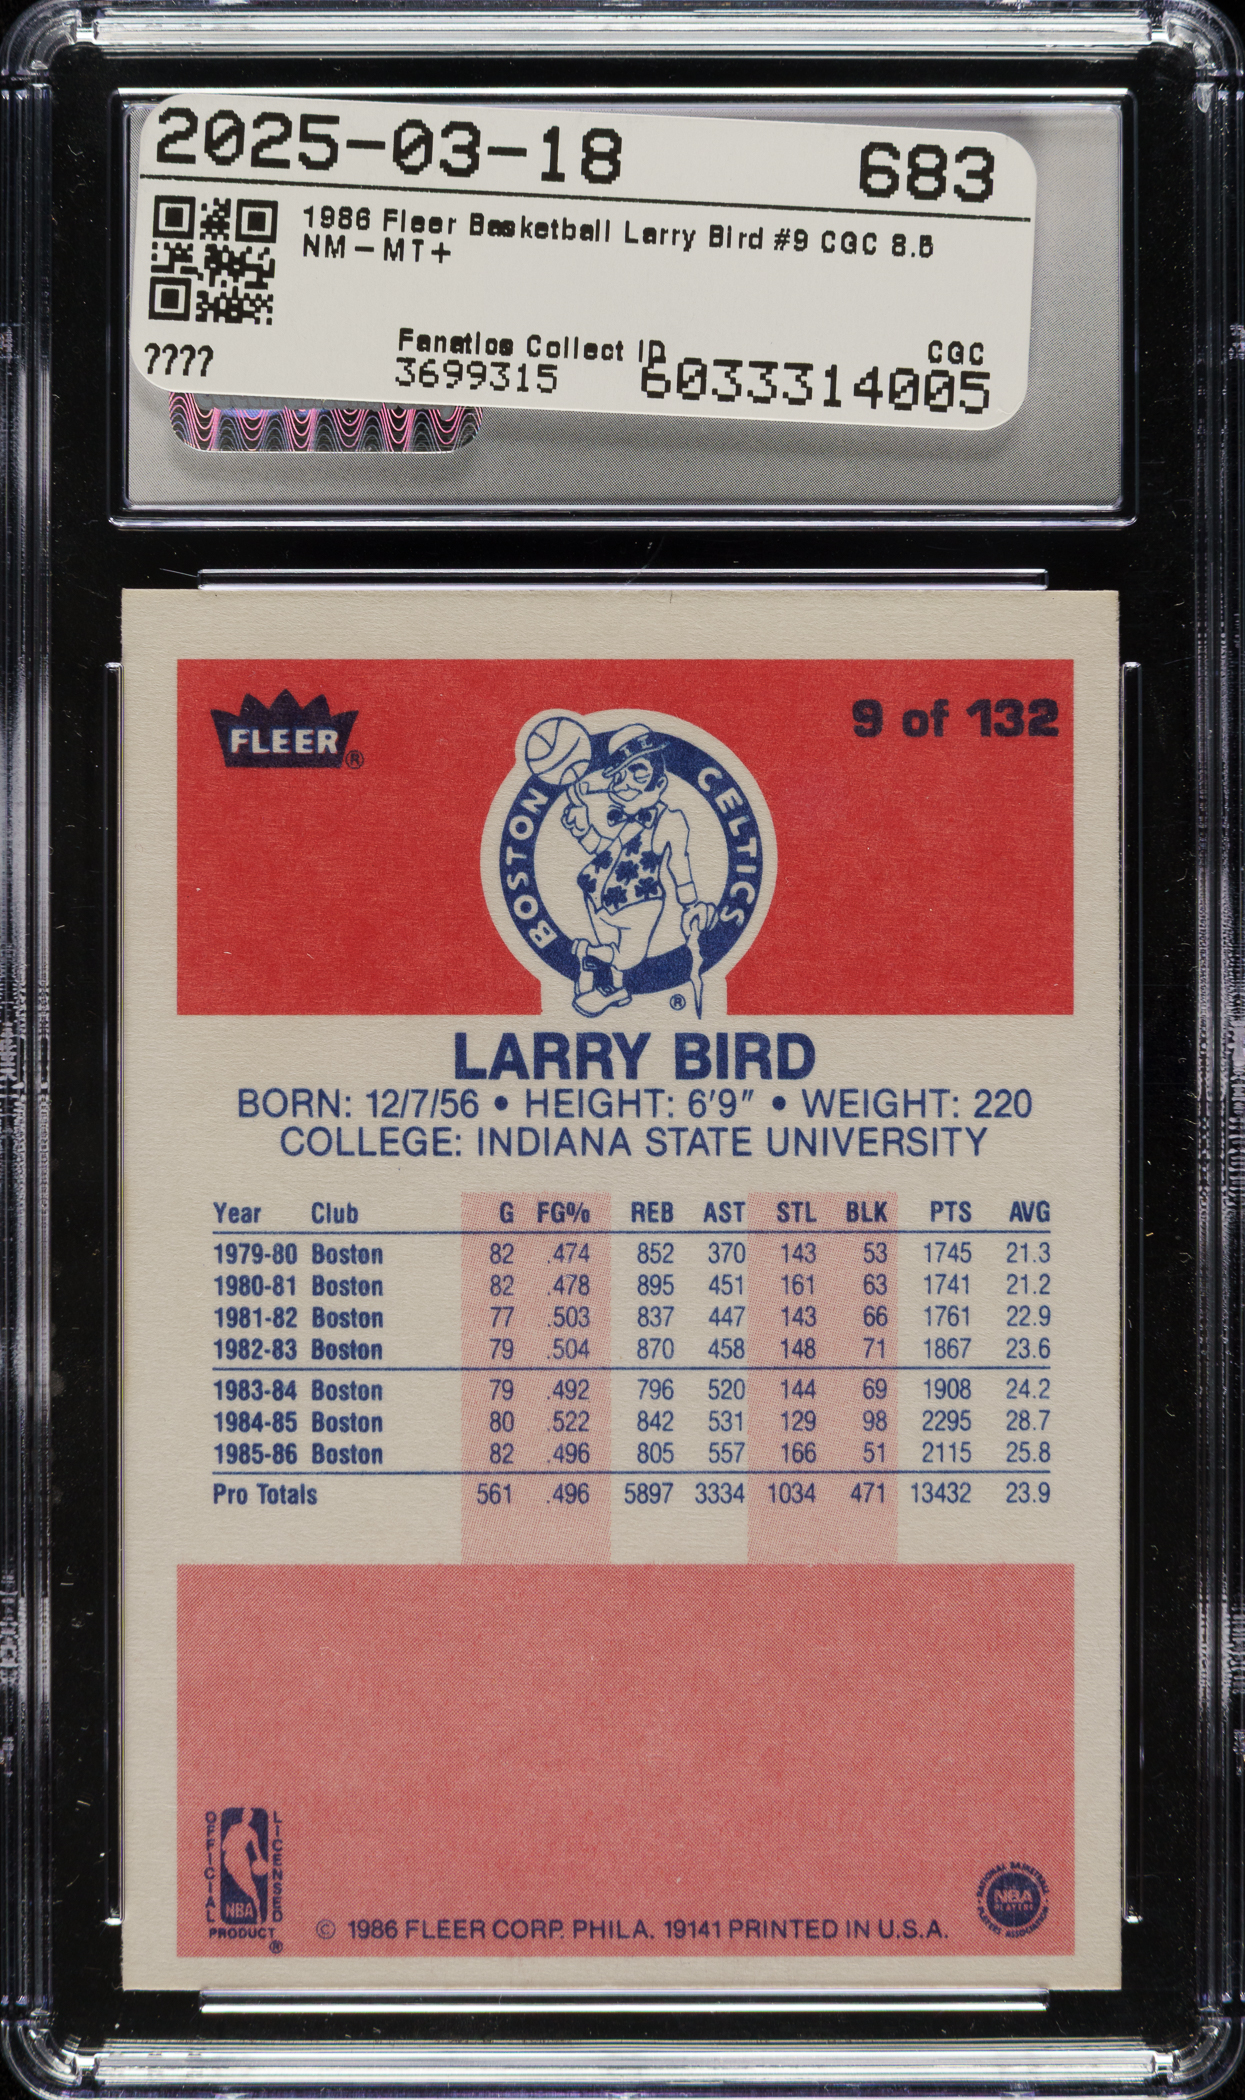 2025-03-18 683
1986 Fleer Basketball Larry Bird #9 CGC 8.5
NM-MT+
???? Fanatics Collect ID CGC
3699315 6033314005
FLEER ® 9 of 132
BOSTON CELTICS
®
LARRY BIRD
BORN: 12/7/56 • HEIGHT: 6'9" • WEIGHT: 220
COLLEGE: INDIANA STATE UNIVERSITY
Year Club G FG% REB AST STL BLK PTS AVG
1979-80 Boston 82 .474 852 370 143 53 1745 21.3
1980-81 Boston 82 .478 895 451 161 63 1741 21.2
1981-82 Boston 77 .503 837 447 143 66 1761 22.9
1982-83 Boston 79 .504 870 458 148 71 1867 23.6
1983-84 Boston 79 .492 796 520 144 69 1908 24.2
1984-85 Boston 80 .522 842 531 129 98 2295 28.7
1985-86 Boston 82 .496 805 557 166 51 2115 25.8
Pro Totals 561 .496 5897 3334 1034 471 13432 23.9
OFFICIAL LICENSED
NBA
PRODUCT ®
© 1986 FLEER CORP. PHILA. 19141 PRINTED IN U.S.A.
NATIONAL BASKETBALL
NBA
PLAYERS
PLAYERS ASSOCIATION